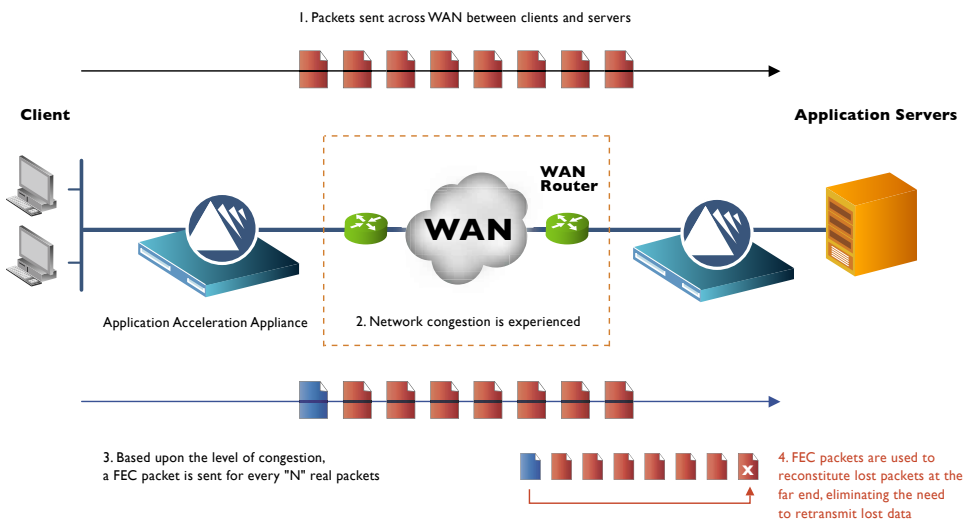 1. Packets sent across WAN between clients and servers
Client
Application Servers
WAN
Router
WAN
Application Acceleration Appliance
2. Network congestion is experienced
3. Based upon the level of congestion,
a FEC packet is sent for every "N" real packets
X
4. FEC packets are used to
reconstitute lost packets at the
far end, eliminating the need
to retransmit lost data